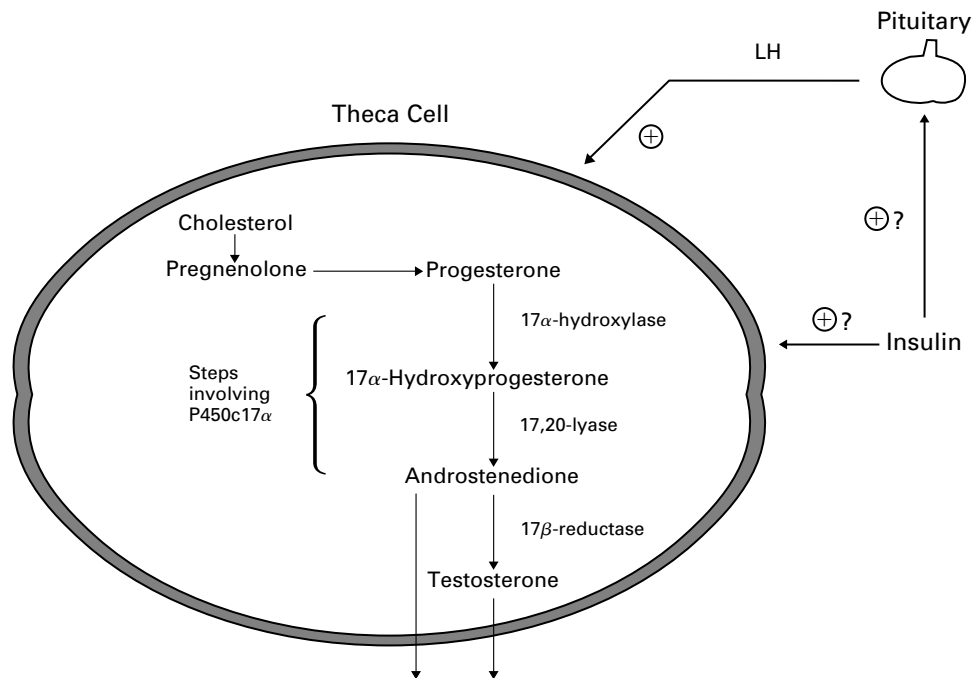 Pituitary
LH
Theca Cell
⊕
Cholesterol
⊕?
Pregnenolone
Progesterone
17α-hydroxylase
⊕?
Insulin
Steps
involving
P450c17α
17α-Hydroxyprogesterone
17,20-lyase
Androstenedione
17β-reductase
Testosterone